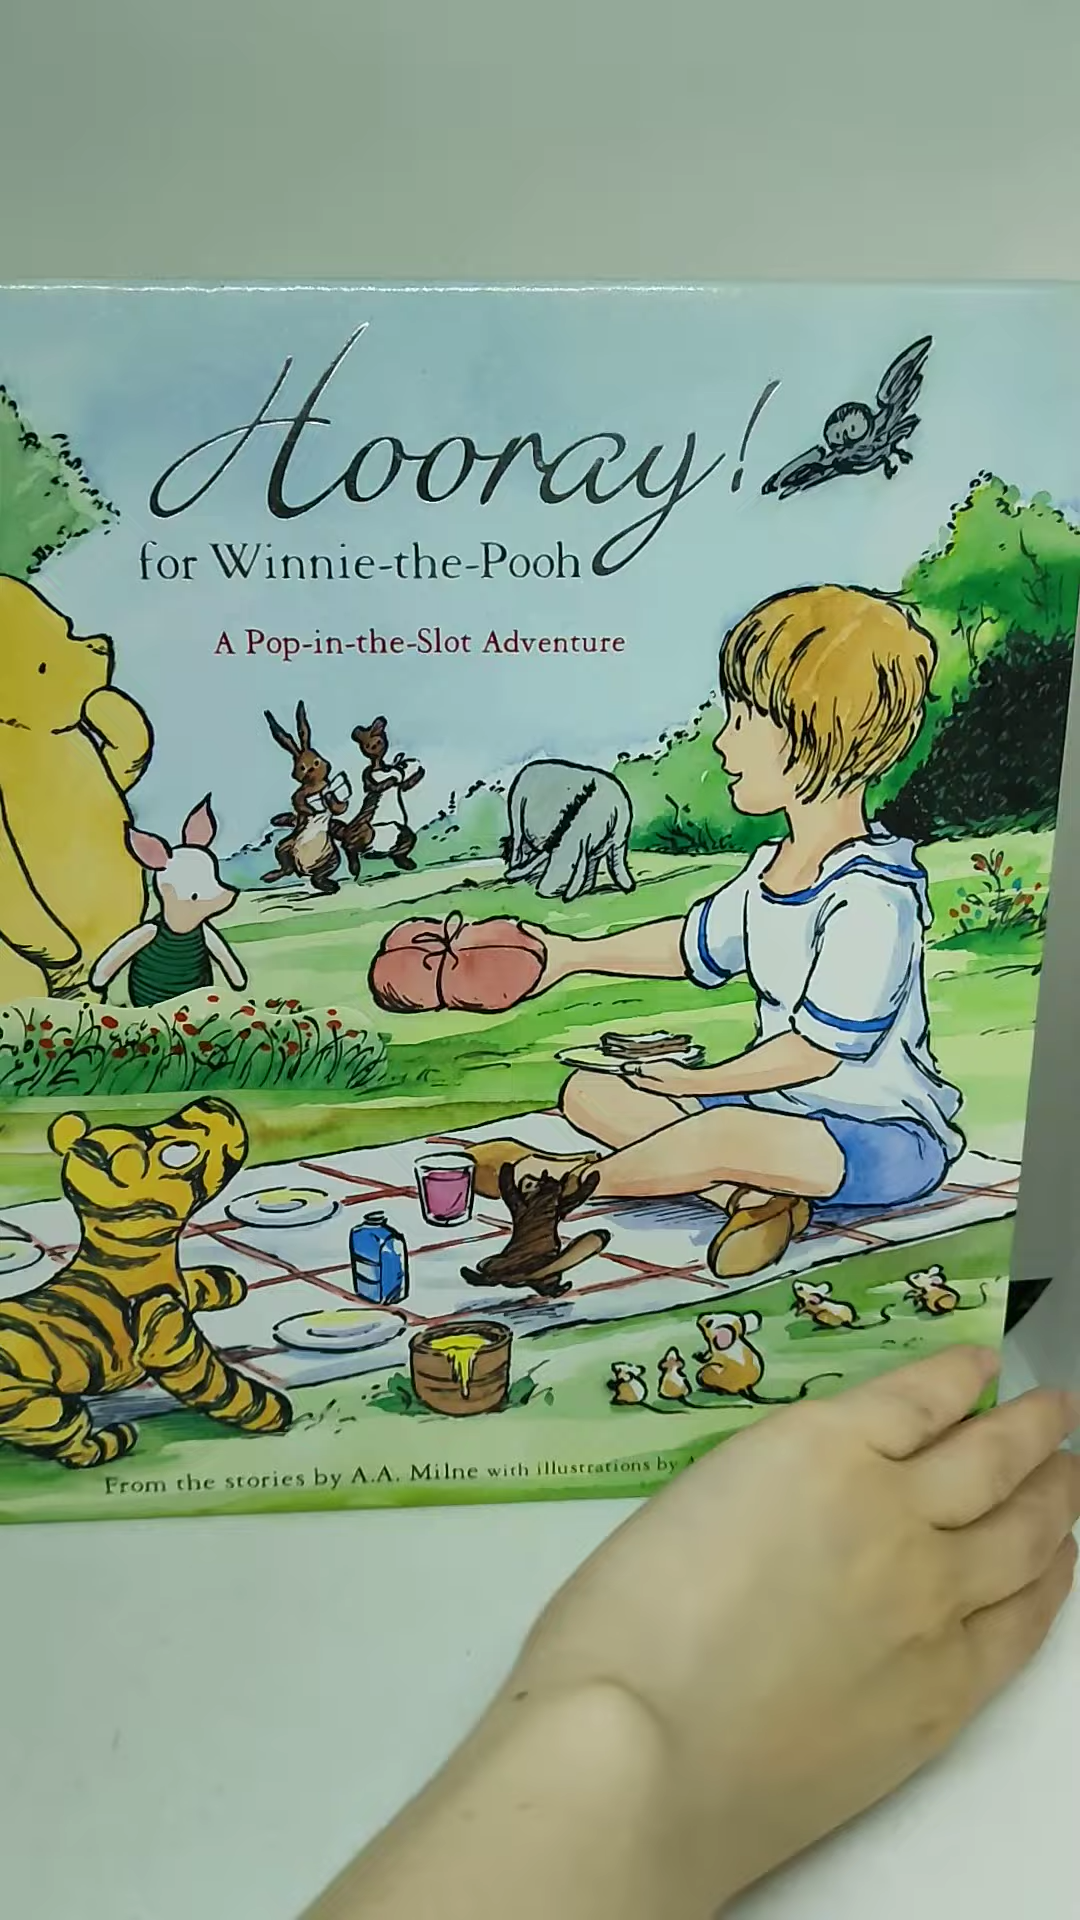 Hooray!
for Winnie-the-Pooh
A Pop-in-the-Slot Adventure
From the stories by A.A. Milne with illustrations by